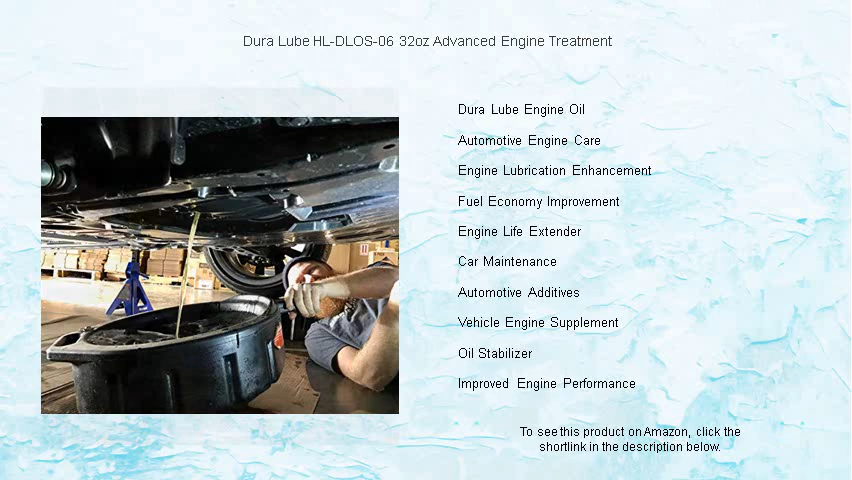 Dura Lube HL-DLOS-06 32oz Advanced Engine Treatment
Dura Lube Engine Oil
Automotive Engine Care
Engine Lubrication Enhancement
Fuel Economy Improvement
Engine Life Extender
Car Maintenance
Automotive Additives
Vehicle Engine Supplement
Oil Stabilizer
Improved Engine Performance
To see this product on Amazon, click the
shortlink in the description below.